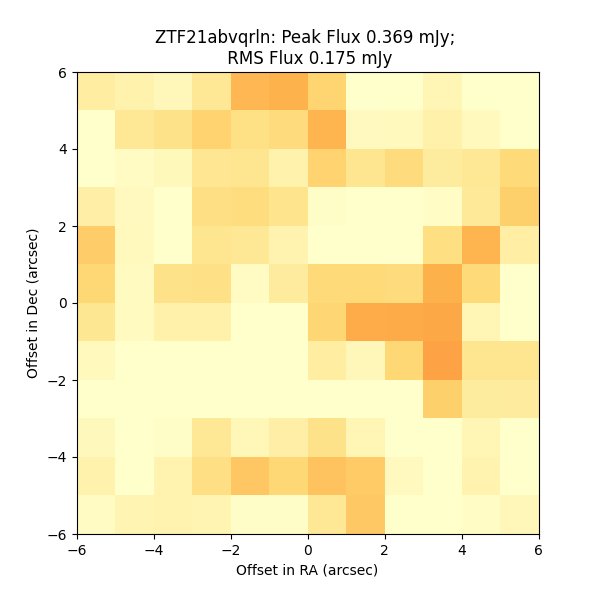 ZTF21abvqrln: Peak Flux 0.369 mJy;
RMS Flux 0.175 mJy
6
4
2
0
−2
−4
−6
Offset in Dec (arcsec)
−6 −4 −2 0 2 4 6
Offset in RA (arcsec)